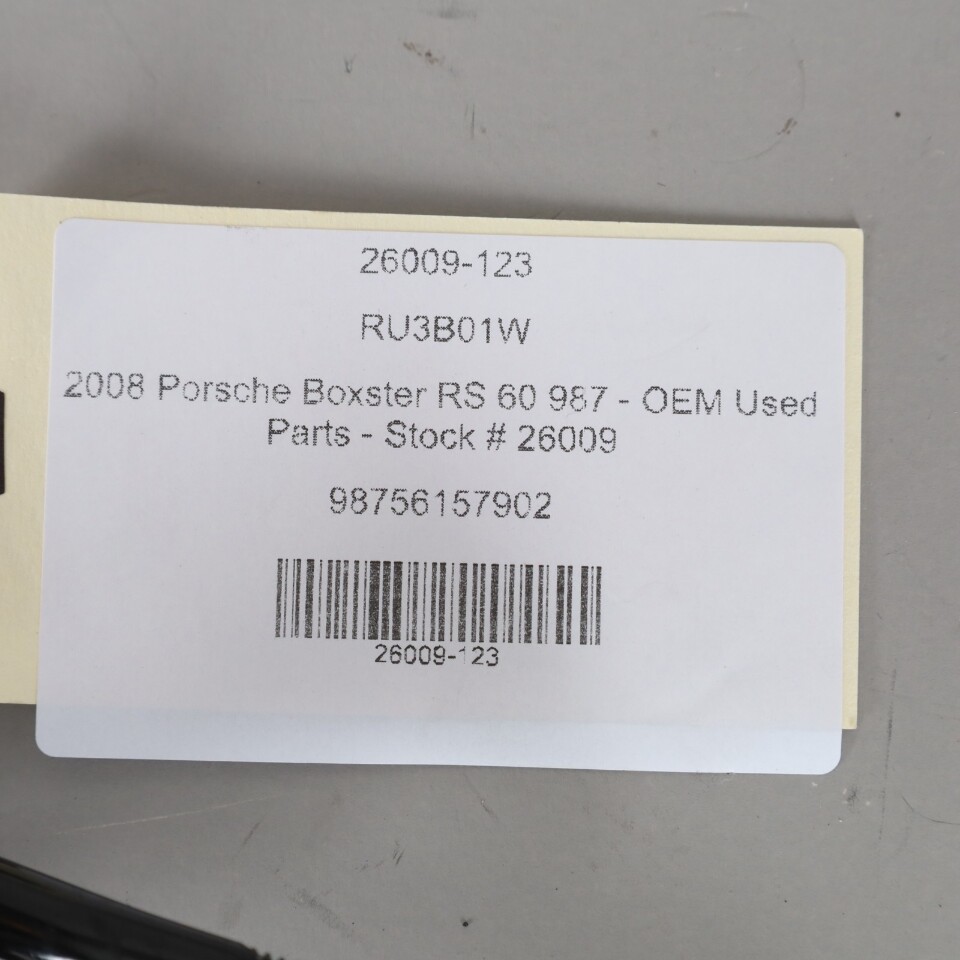 26009-123
RU3B01W
2008 Porsche Boxster RS 60 987 - OEM Used
Parts - Stock # 26009
98756157902
26009-123